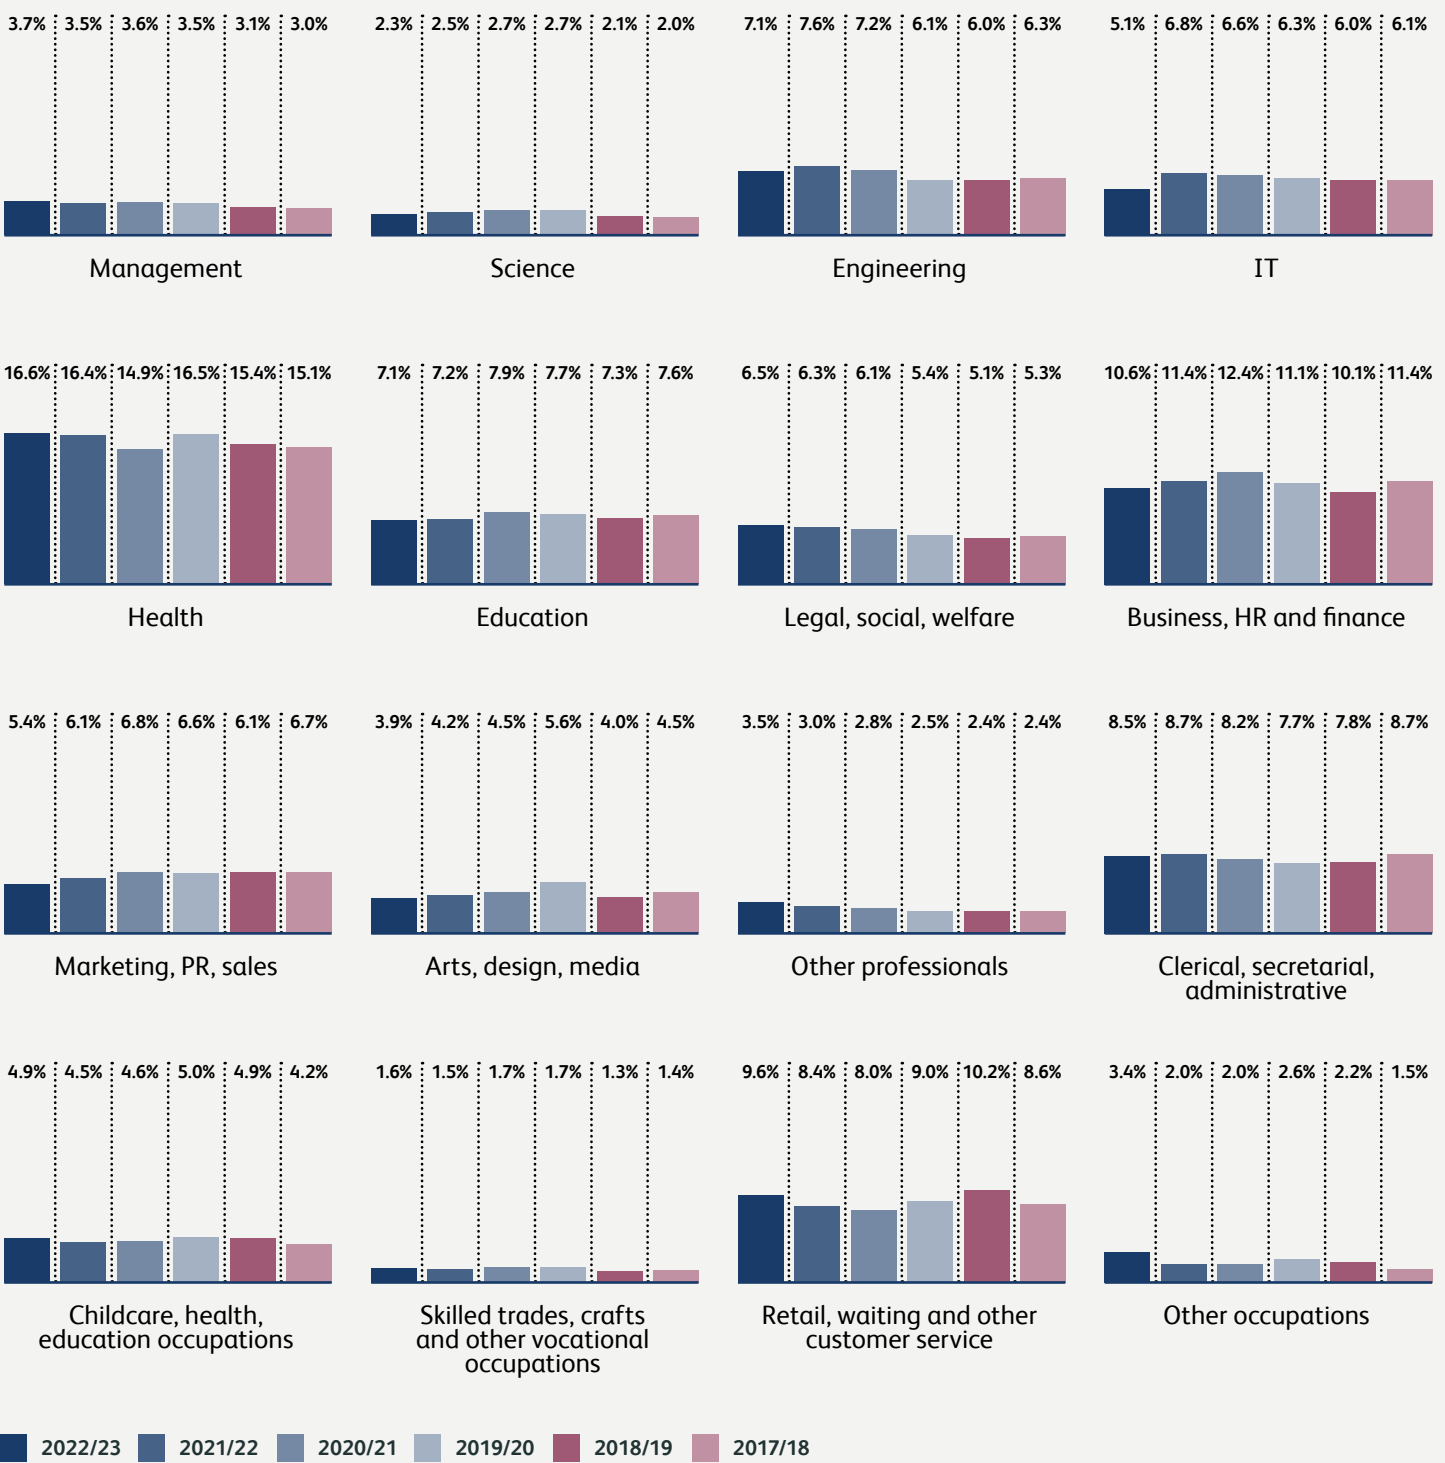 3.7% 3.5% 3.6% 3.5% 3.1% 3.0%
Management
2.3% 2.5% 2.7% 2.7% 2.1% 2.0%
Science
7.1% 7.6% 7.2% 6.1% 6.0% 6.3%
Engineering
5.1% 6.8% 6.6% 6.3% 6.0% 6.1%
IT
16.6% 16.4% 14.9% 16.5% 15.4% 15.1%
Health
7.1% 7.2% 7.9% 7.7% 7.3% 7.6%
Education
6.5% 6.3% 6.1% 5.4% 5.1% 5.3%
Legal, social, welfare
10.6% 11.4% 12.4% 11.1% 10.1% 11.4%
Business, HR and finance
5.4% 6.1% 6.8% 6.6% 6.1% 6.7%
Marketing, PR, sales
3.9% 4.2% 4.5% 5.6% 4.0% 4.5%
Arts, design, media
3.5% 3.0% 2.8% 2.5% 2.4% 2.4%
Other professionals
8.5% 8.7% 8.2% 7.7% 7.8% 8.7%
Clerical, secretarial,
administrative
4.9% 4.5% 4.6% 5.0% 4.9% 4.2%
Childcare, health,
education occupations
1.6% 1.5% 1.7% 1.7% 1.3% 1.4%
Skilled trades, crafts
and other vocational
occupations
9.6% 8.4% 8.0% 9.0% 10.2% 8.6%
Retail, waiting and other
customer service
3.4% 2.0% 2.0% 2.6% 2.2% 1.5%
Other occupations
2022/23 2021/22 2020/21 2019/20 2018/19 2017/18